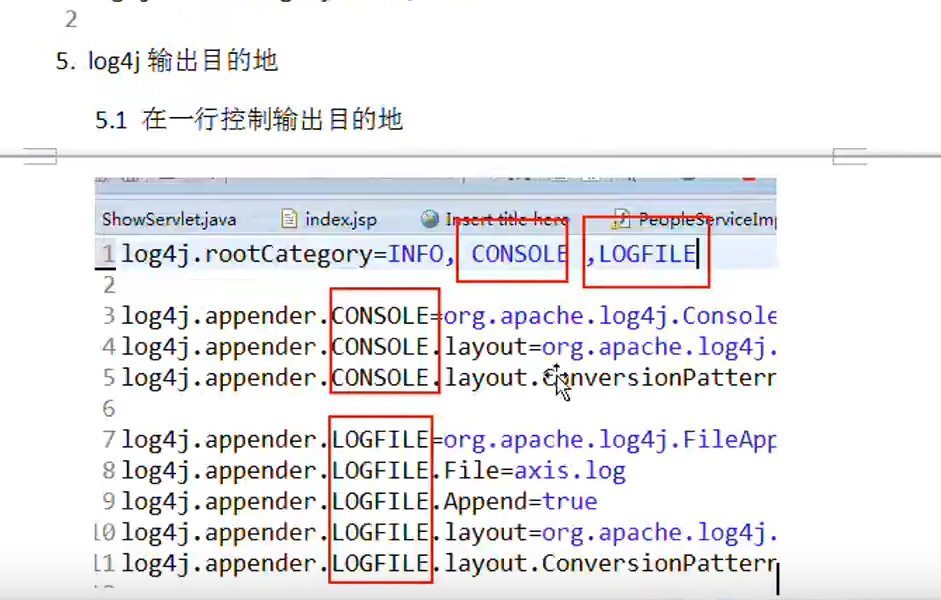 2
5. log4j 输出目的地
5.1 在一行控制输出目的地
ShowServlet.java index.jsp Insert title here PeopleServiceImp
1 log4j.rootCategory=INFO, CONSOLE ,LOGFILE
2
3 log4j.appender.CONSOLE=org.apache.log4j.Console
4 log4j.appender.CONSOLE.layout=org.apache.log4j.
5 log4j.appender.CONSOLE.layout.ConversionPattern
6
7 log4j.appender.LOGFILE=org.apache.log4j.FileApp
8 log4j.appender.LOGFILE.File=axis.log
9 log4j.appender.LOGFILE.Append=true
10 log4j.appender.LOGFILE.layout=org.apache.log4j.
11 log4j.appender.LOGFILE.layout.ConversionPattern